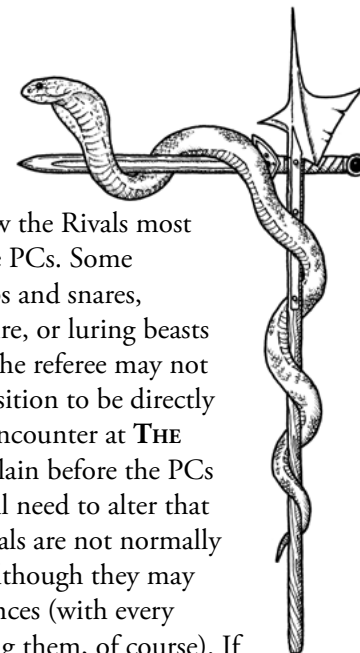 the Rivals most
PCs. Some
and snares,
or luring beasts
he referee may not
sition to be directly
ncounter at THE
lain before the PCs
need to alter that
als are not normally
lthough they may
nces (with every
them, of course). If